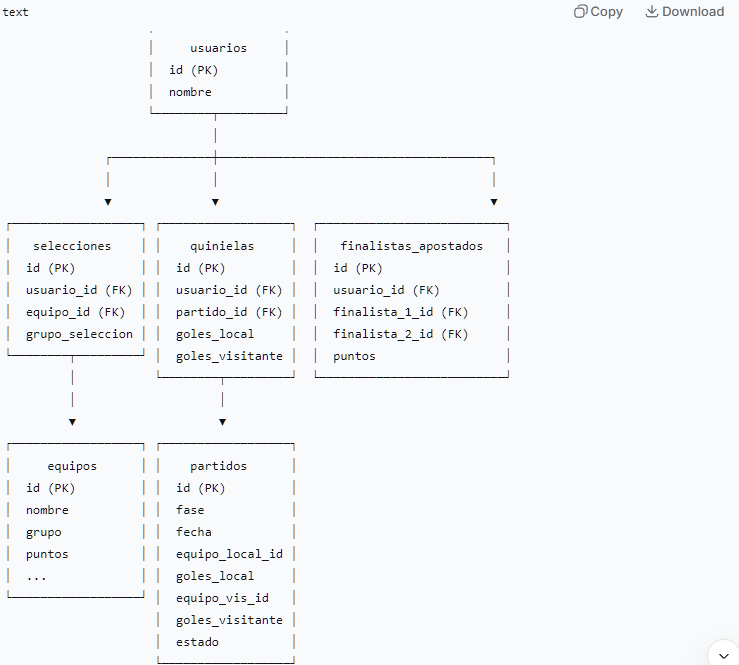 text
Copy
Download
usuarios
id (PK)
nombre
selecciones
id (PK)
usuario_id (FK)
equipo_id (FK)
grupo_seleccion
quinielas
id (PK)
usuario_id (FK)
partido_id (FK)
goles_local
goles_visitante
finalistas_apostados
id (PK)
usuario_id (FK)
finalista_1_id (FK)
finalista_2_id (FK)
puntos
equipos
id (PK)
nombre
grupo
puntos
...
partidos
id (PK)
fase
fecha
equipo_local_id
goles_local
equipo_vis_id
goles_visitante
estado